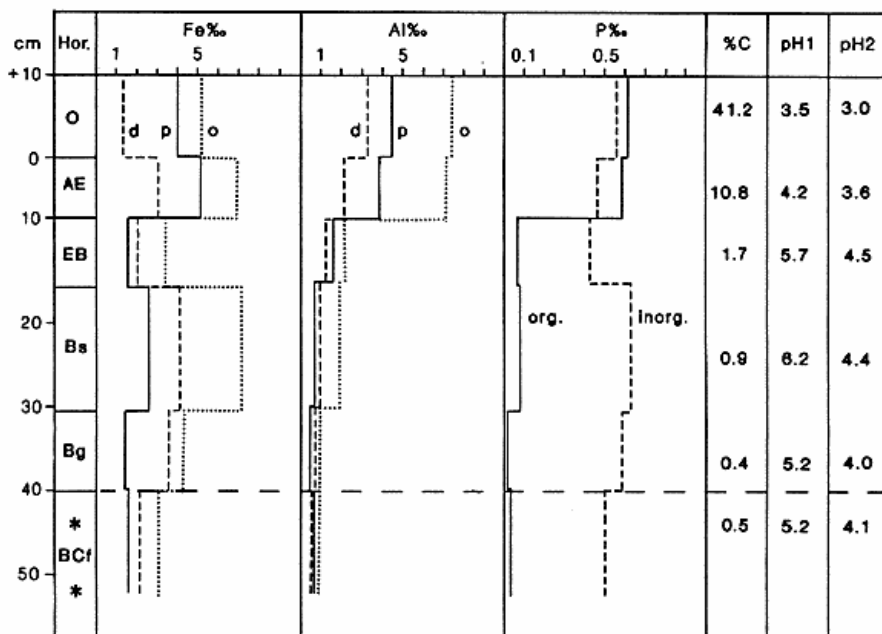 Fe‰ Al‰ P‰
cm Hor. 1 5 1 5 0.1 0.5 %C pH1 pH2
+10
O d p o d p o 41.2 3.5 3.0
0
AE 10.8 4.2 3.6
10
EB 1.7 5.7 4.5
20 org. inorg.
Bs 0.9 6.2 4.4
30
Bg 0.4 5.2 4.0
40
* 0.5 5.2 4.1
BCf
50 *